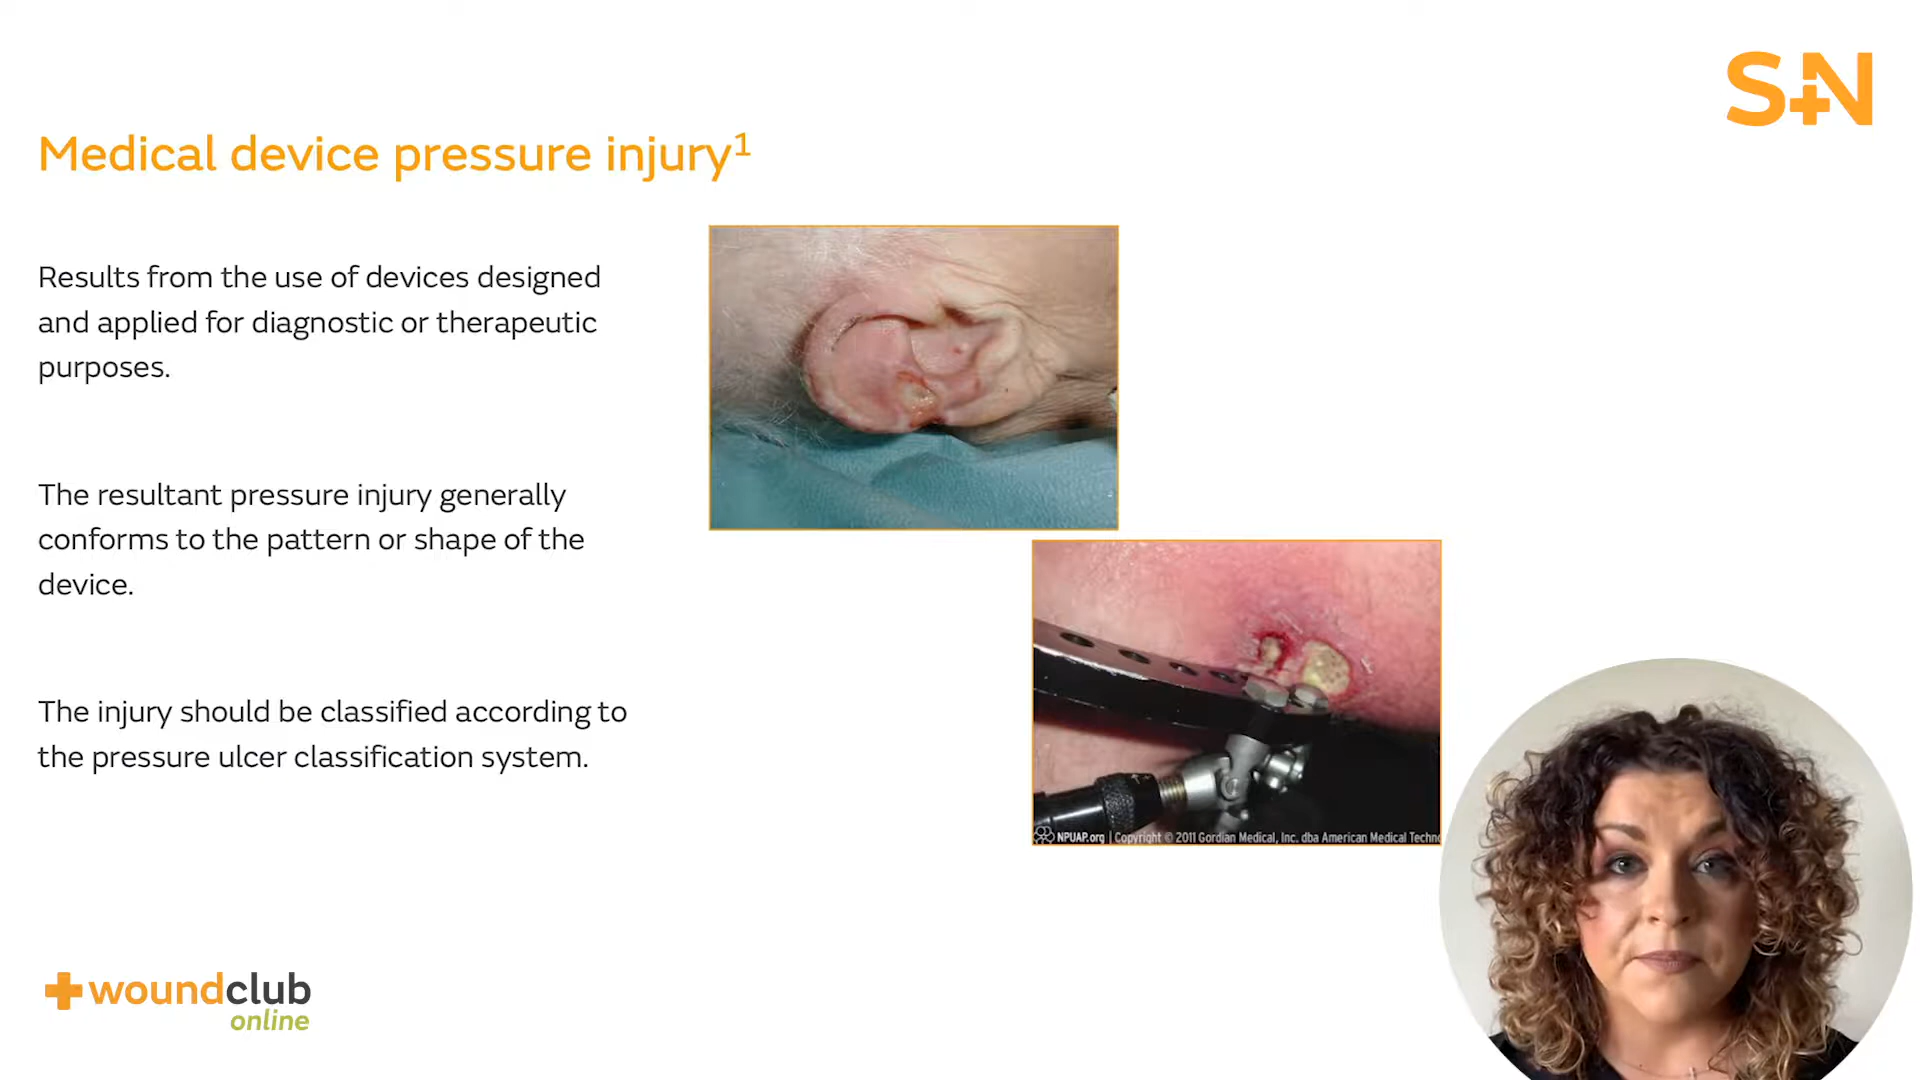 S+N
Medical device pressure injury¹
Results from the use of devices designed
and applied for diagnostic or therapeutic
purposes.
The resultant pressure injury generally
conforms to the pattern or shape of the
device.
The injury should be classified according to
the pressure ulcer classification system.
NPUAP.org | Copyright © 2011 Gordian Medical, Inc. dba American Medical Techno
woundclub
online